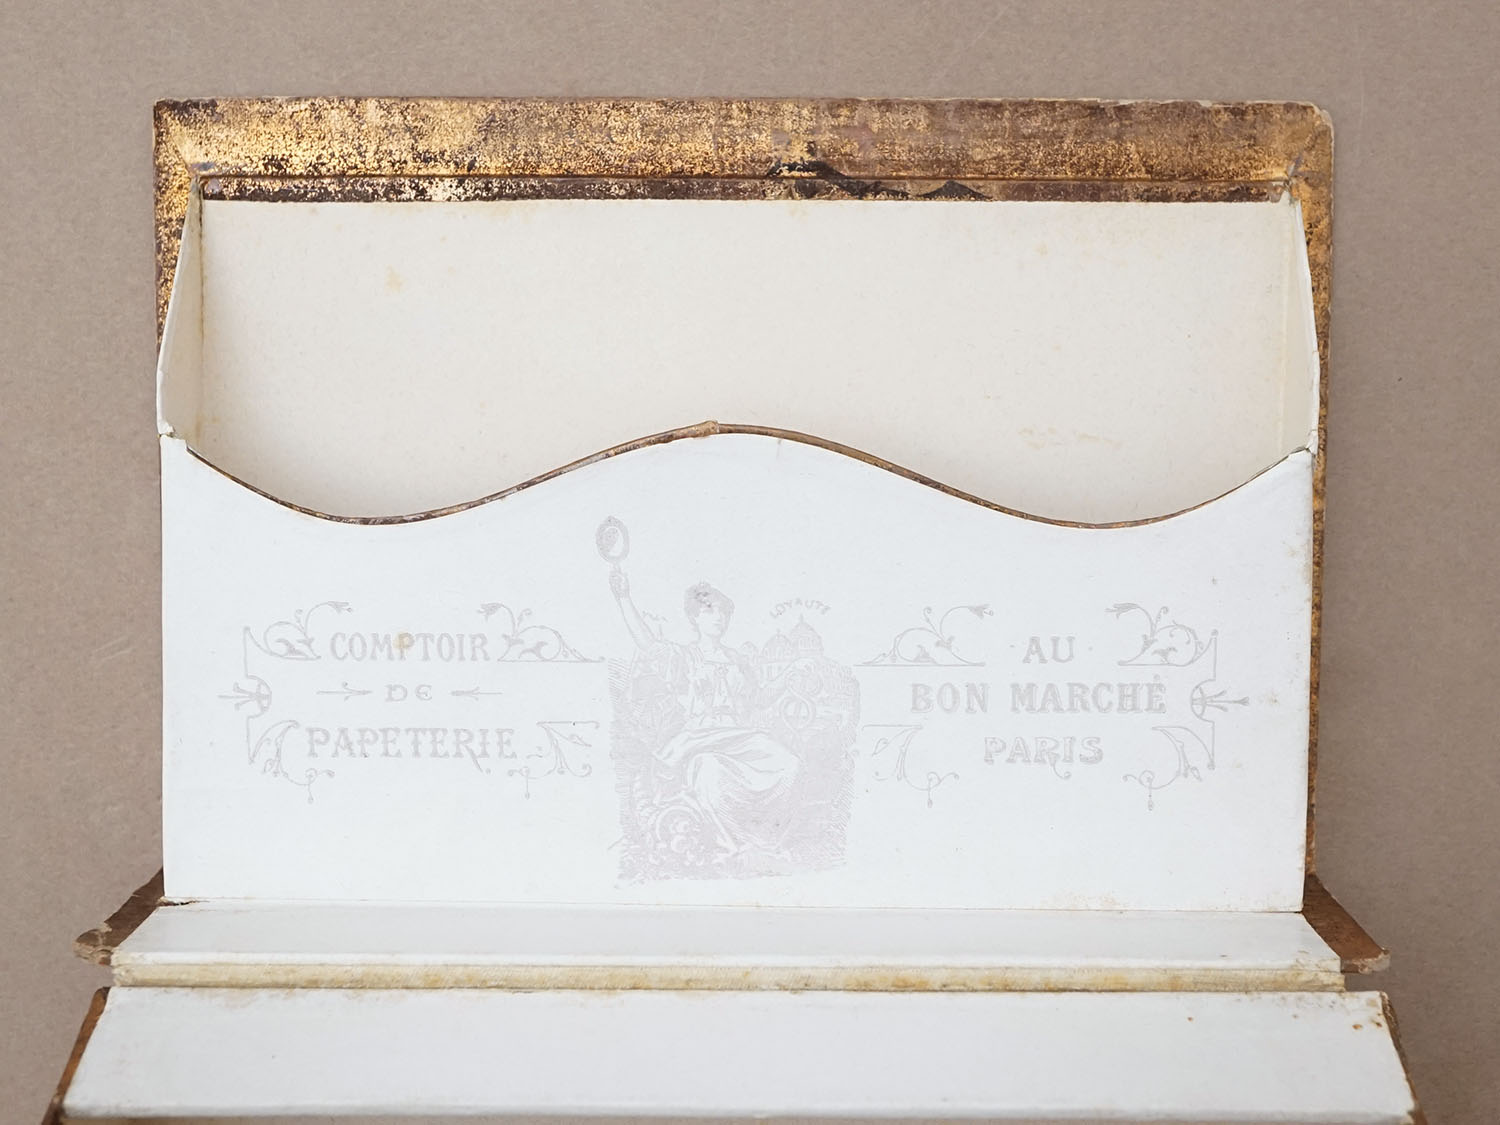 COMPTOIR
DE
PAPETERIE
LOYAUTÉ
AU
BON MARCHÉ
PARIS